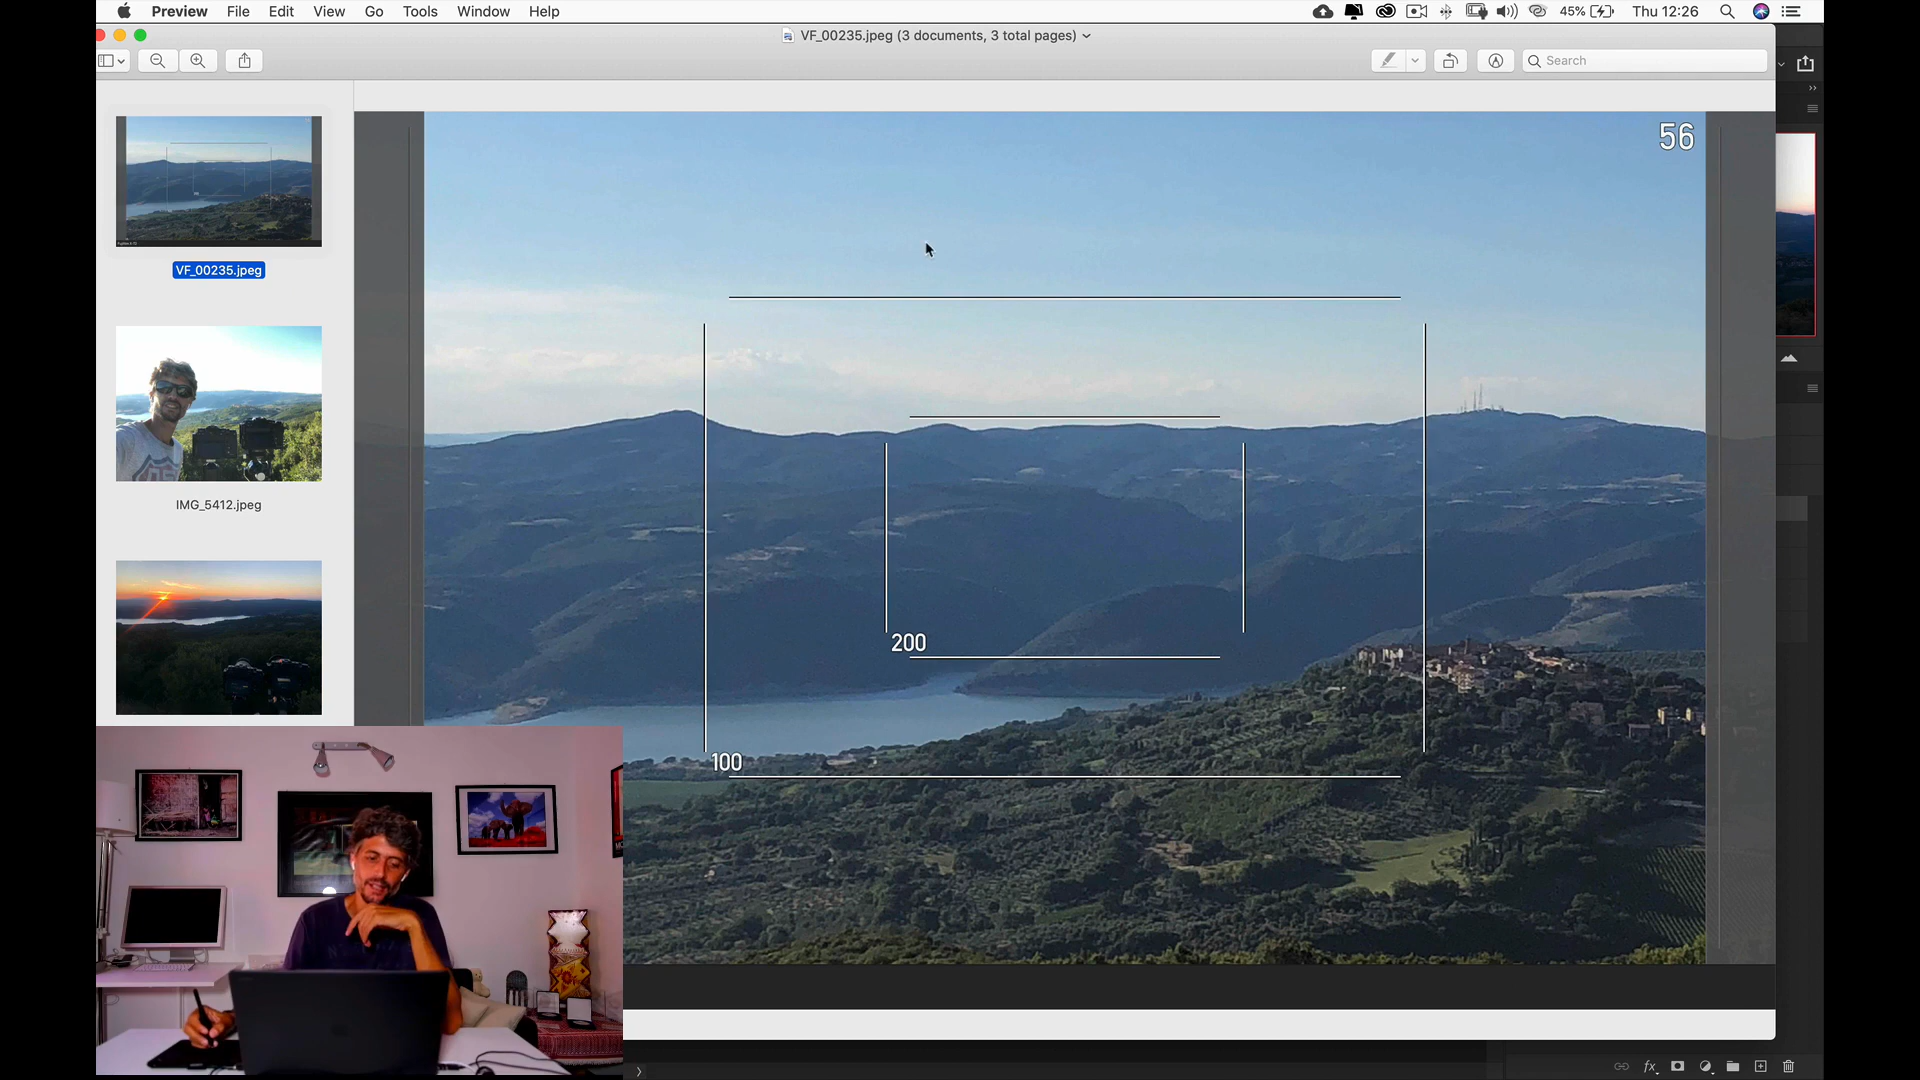 Preview File Edit View Go Tools Window Help
45% Thu 12:26
VF_00235.jpeg (3 documents, 3 total pages)
Search
56
VF_00235.jpeg
IMG_5412.jpeg
200
100
fx